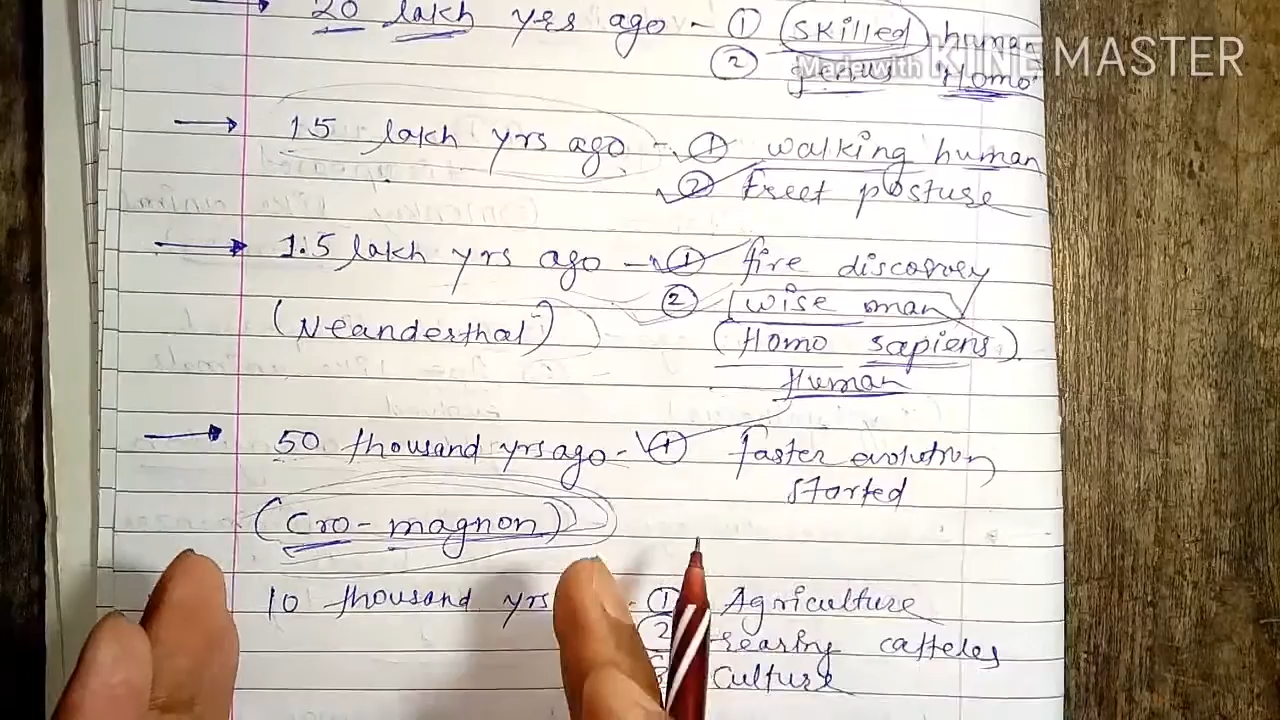 20 lakh yrs ago - ① skilled human
② genus Homo
Made with KINEMASTER
15 lakh yrs ago - ① walking human
② Erect posture
1.5 lakh yrs ago - ① fire discovery
② wise man
(Neanderthal) (Homo sapiens)
Human
50 thousand yrs ago - ① faster evolution
started
(Cro-magnon)
10 thousand yrs - ① Agriculture
2 rearing catteles
3 Culture